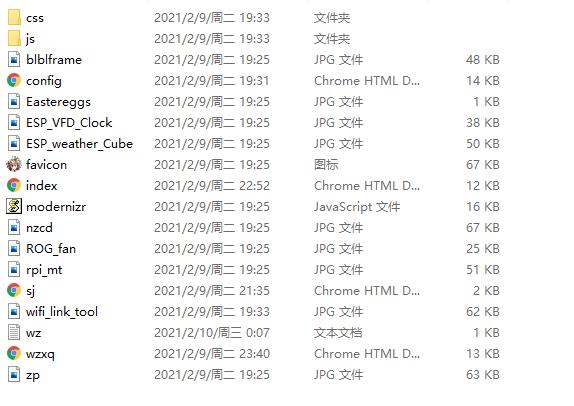 css 2021/2/9/周二 19:33 文件夹
js 2021/2/9/周二 19:33 文件夹
blblframe 2021/2/9/周二 19:25 JPG 文件 48 KB
config 2021/2/9/周二 19:31 Chrome HTML D... 14 KB
Eastereggs 2021/2/9/周二 19:25 JPG 文件 1 KB
ESP_VFD_Clock 2021/2/9/周二 19:25 JPG 文件 38 KB
ESP_weather_Cube 2021/2/9/周二 19:25 JPG 文件 50 KB
favicon 2021/2/9/周二 19:25 图标 67 KB
index 2021/2/9/周二 22:52 Chrome HTML D... 12 KB
modernizr 2021/2/9/周二 19:25 JavaScript 文件 16 KB
nzcd 2021/2/9/周二 19:25 JPG 文件 67 KB
ROG_fan 2021/2/9/周二 19:25 JPG 文件 25 KB
rpi_mt 2021/2/9/周二 19:25 JPG 文件 51 KB
sj 2021/2/9/周二 21:35 Chrome HTML D... 2 KB
wifi_link_tool 2021/2/9/周二 19:33 JPG 文件 62 KB
wz 2021/2/10/周三 0:07 文本文档 1 KB
wzxq 2021/2/9/周二 23:40 Chrome HTML D... 13 KB
zp 2021/2/9/周二 19:25 JPG 文件 63 KB